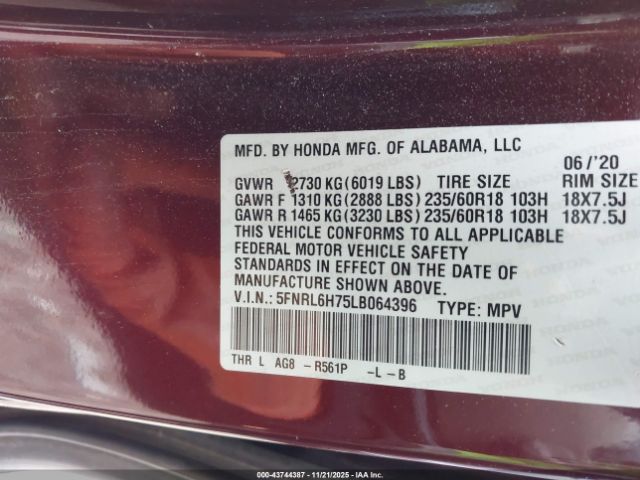 MFD. BY HONDA MFG. OF ALABAMA, LLC
06/'20
GVWR 2730 KG(6019 LBS) TIRE SIZE RIM SIZE
GAWR F 1310 KG(2888 LBS) 235/60R18 103H 18X7.5J
GAWR R 1465 KG(3230 LBS) 235/60R18 103H 18X7.5J
THIS VEHICLE CONFORMS TO ALL APPLICABLE
FEDERAL MOTOR VEHICLE SAFETY
STANDARDS IN EFFECT ON THE DATE OF
MANUFACTURE SHOWN ABOVE.
V.I.N.: 5FNRL6H75LB064396 TYPE: MPV
THR L AG8 -R561P -L-B
000-43744387 - 11/21/2025 - IAAI.COM